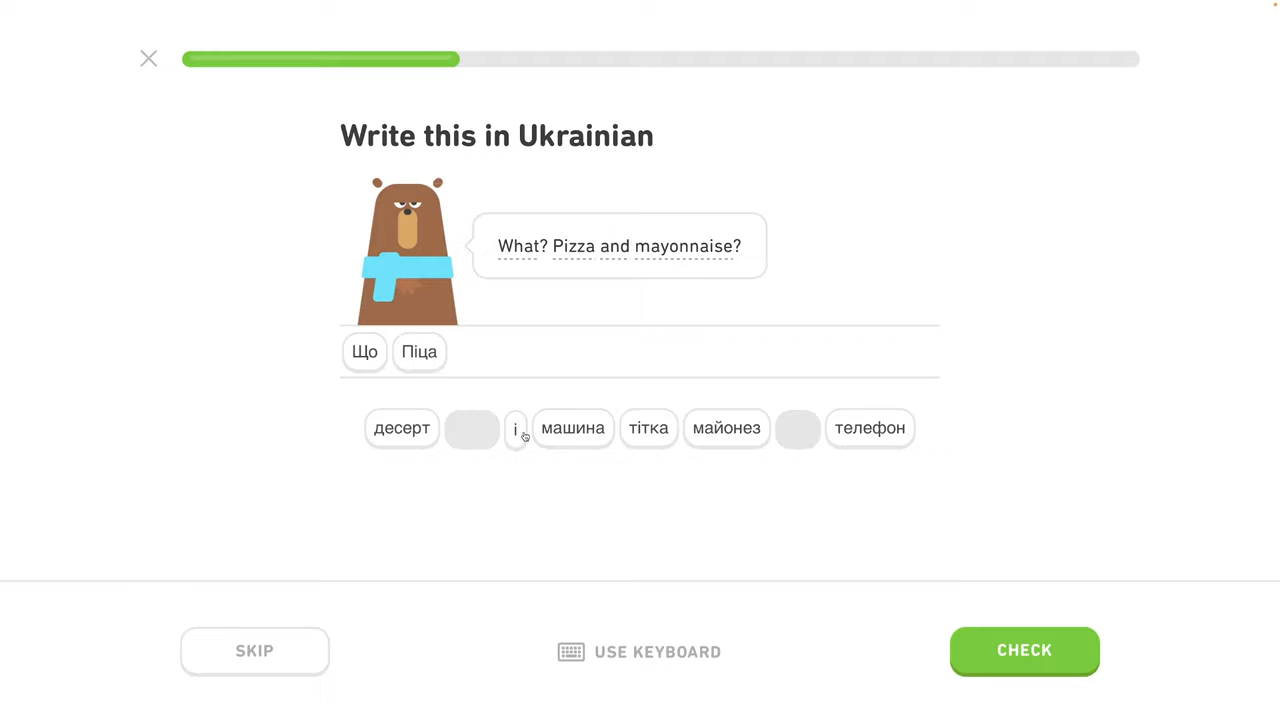 Write this in Ukrainian
What? Pizza and mayonnaise?
Що Піца
десерт і машина тітка майонез телефон
SKIP USE KEYBOARD CHECK